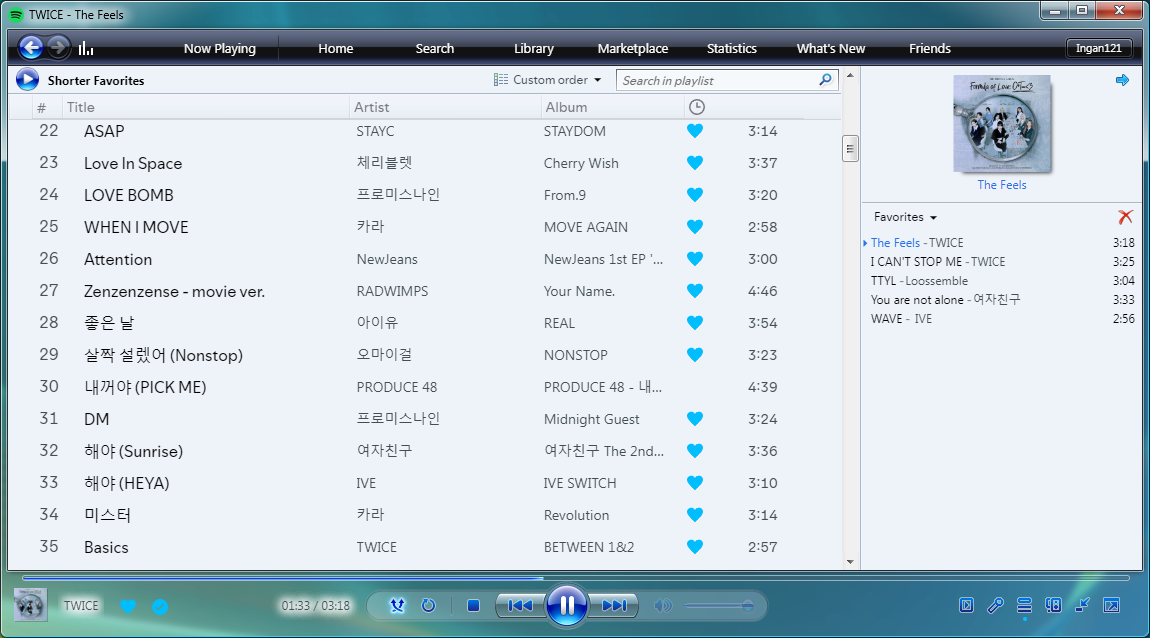 TWICE - The Feels
Now Playing Home Search Library Marketplace Statistics What's New Friends Ingan121
Shorter Favorites Custom order Search in playlist
# Title Artist Album
22 ASAP STAYC STAYDOM 3:14
23 Love In Space 체리블렛 Cherry Wish 3:37
24 LOVE BOMB 프로미스나인 From.9 3:20
25 WHEN I MOVE 카라 MOVE AGAIN 2:58
26 Attention NewJeans NewJeans 1st EP '... 3:00
27 Zenzenzense - movie ver. RADWIMPS Your Name. 4:46
28 좋은 날 아이유 REAL 3:54
29 살짝 설렜어 (Nonstop) 오마이걸 NONSTOP 3:23
30 내꺼야 (PICK ME) PRODUCE 48 PRODUCE 48 - 내... 4:39
31 DM 프로미스나인 Midnight Guest 3:24
32 해야 (Sunrise) 여자친구 여자친구 The 2nd... 3:36
33 해야 (HEYA) IVE IVE SWITCH 3:10
34 미스터 카라 Revolution 3:14
35 Basics TWICE BETWEEN 1&2 2:57
Formula of Love: O+T=<3
The Feels
Favorites
The Feels - TWICE 3:18
I CAN'T STOP ME - TWICE 3:25
TTYL - Loossemble 3:04
You are not alone - 여자친구 3:33
WAVE - IVE 2:56
TWICE 01:33 / 03:18